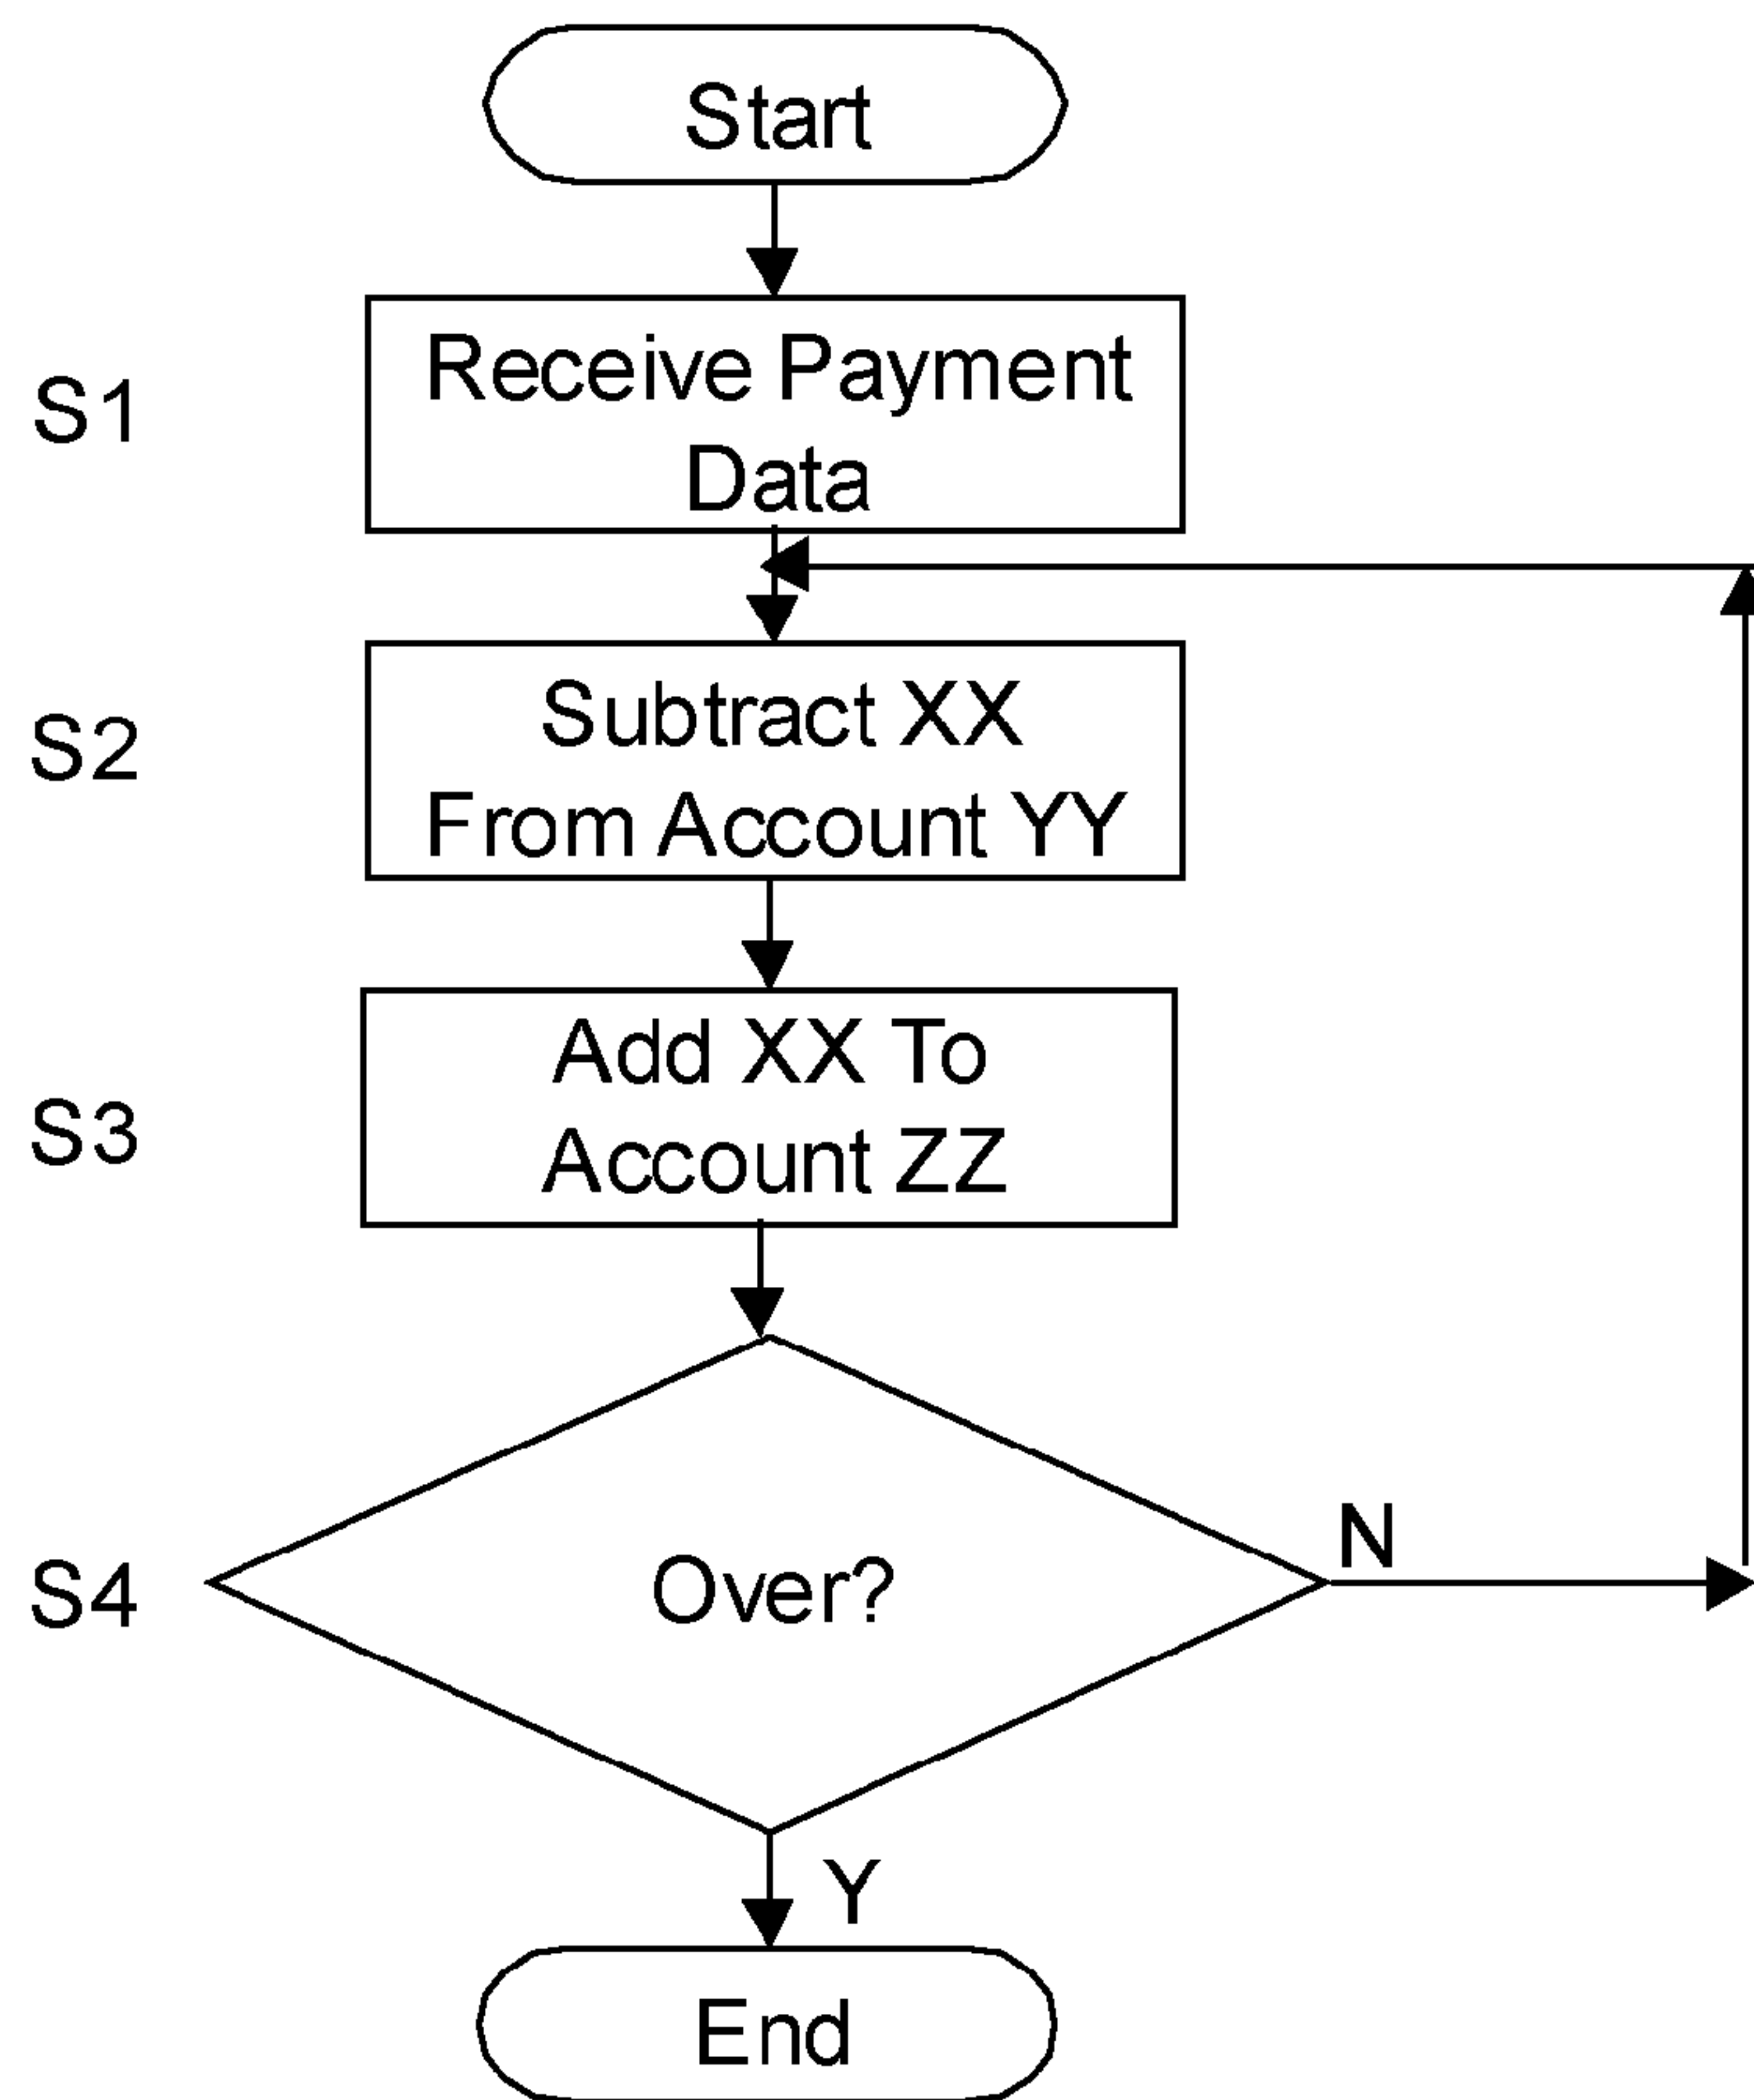 Start
S1
Receive Payment
Data
S2
Subtract XX
From Account YY
S3
Add XX To
Account ZZ
S4
Over?
N
Y
End